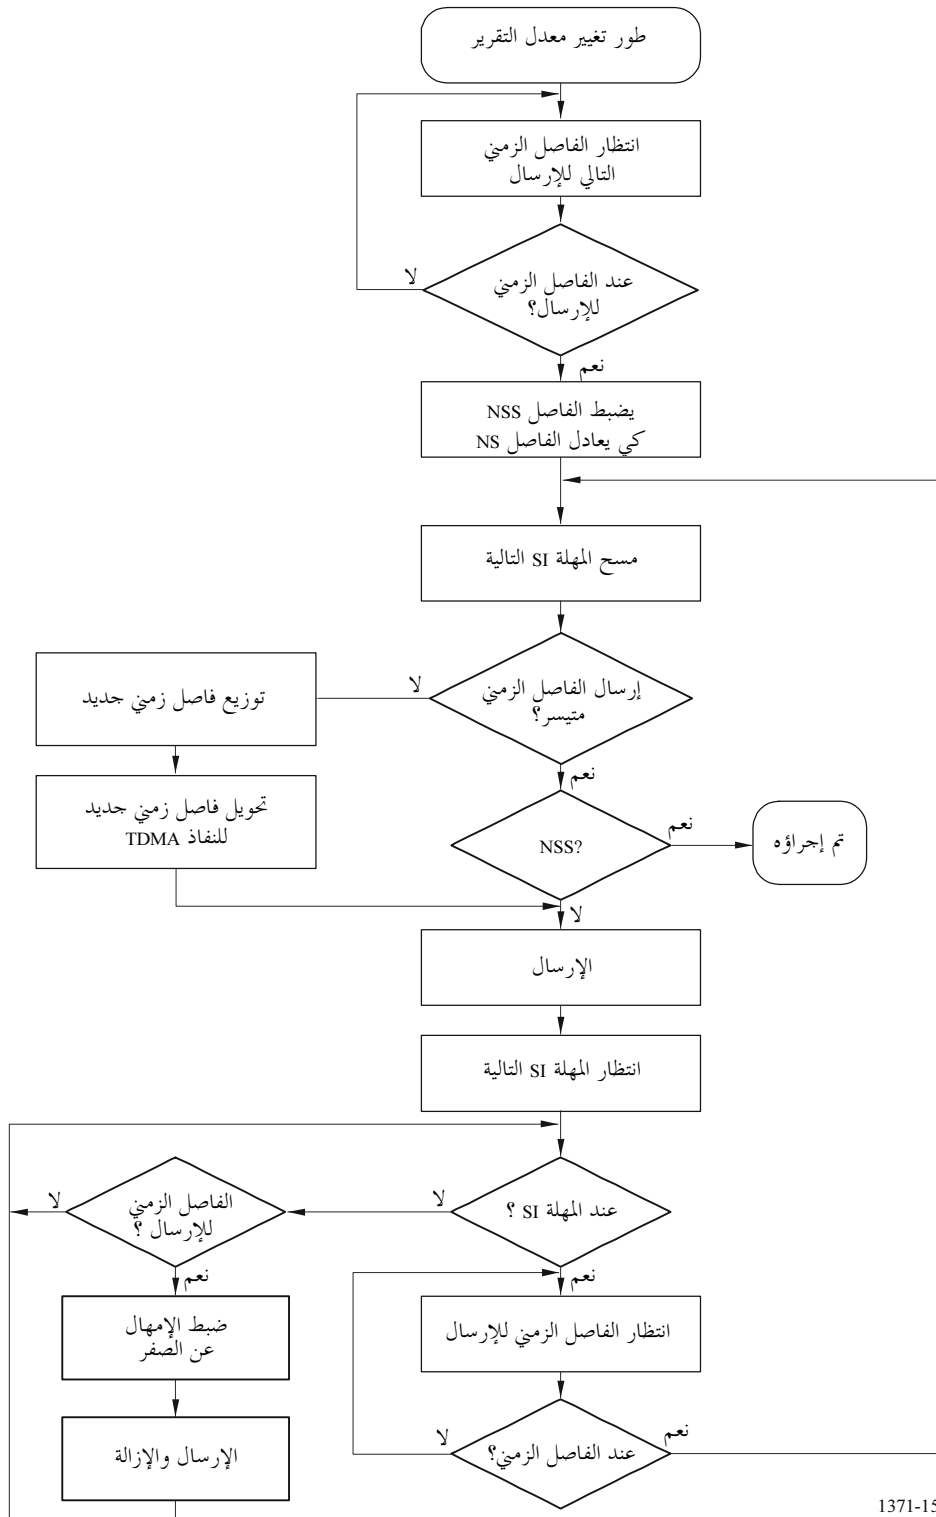 طور تغيير معدل التقرير
انتظار الفاصل الزمني
التالي للإرسال
عند الفاصل الزمني
للإرسال؟
لا
نعم
يضبط الفاصل NSS
كي يعادل الفاصل NS
مسح المهلة SI التالية
إرسال الفاصل الزمني
متيسر؟
لا
توزيع فاصل زمني جديد
نعم
تحويل فاصل زمني جديد
للنفاذ TDMA
NSS?
نعم
تم إجراؤه
لا
الإرسال
انتظار المهلة SI التالية
عند المهلة SI ؟
لا
الفاصل الزمني
للإرسال ؟
لا
نعم
نعم
انتظار الفاصل الزمني للإرسال
ضبط الإمهال
عن الصفر
عند الفاصل الزمني؟
نعم
لا
الإرسال والإزالة
1371-15